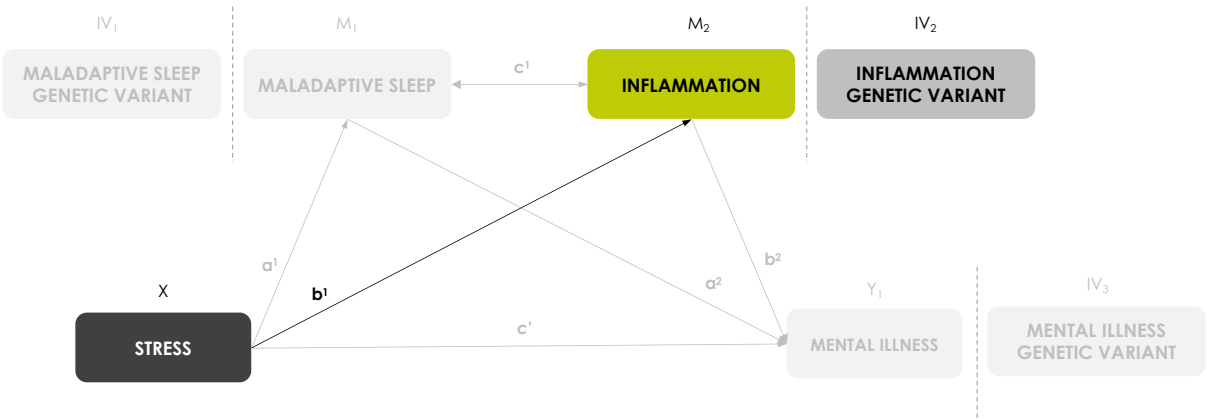 IV₁
M₁
M₂
IV₂
MALADAPTIVE SLEEP
GENETIC VARIANT
MALADAPTIVE SLEEP
c¹
INFLAMMATION
INFLAMMATION
GENETIC VARIANT
a¹
b¹
a²
b²
X
STRESS
c'
Y₁
MENTAL ILLNESS
IV₃
MENTAL ILLNESS
GENETIC VARIANT